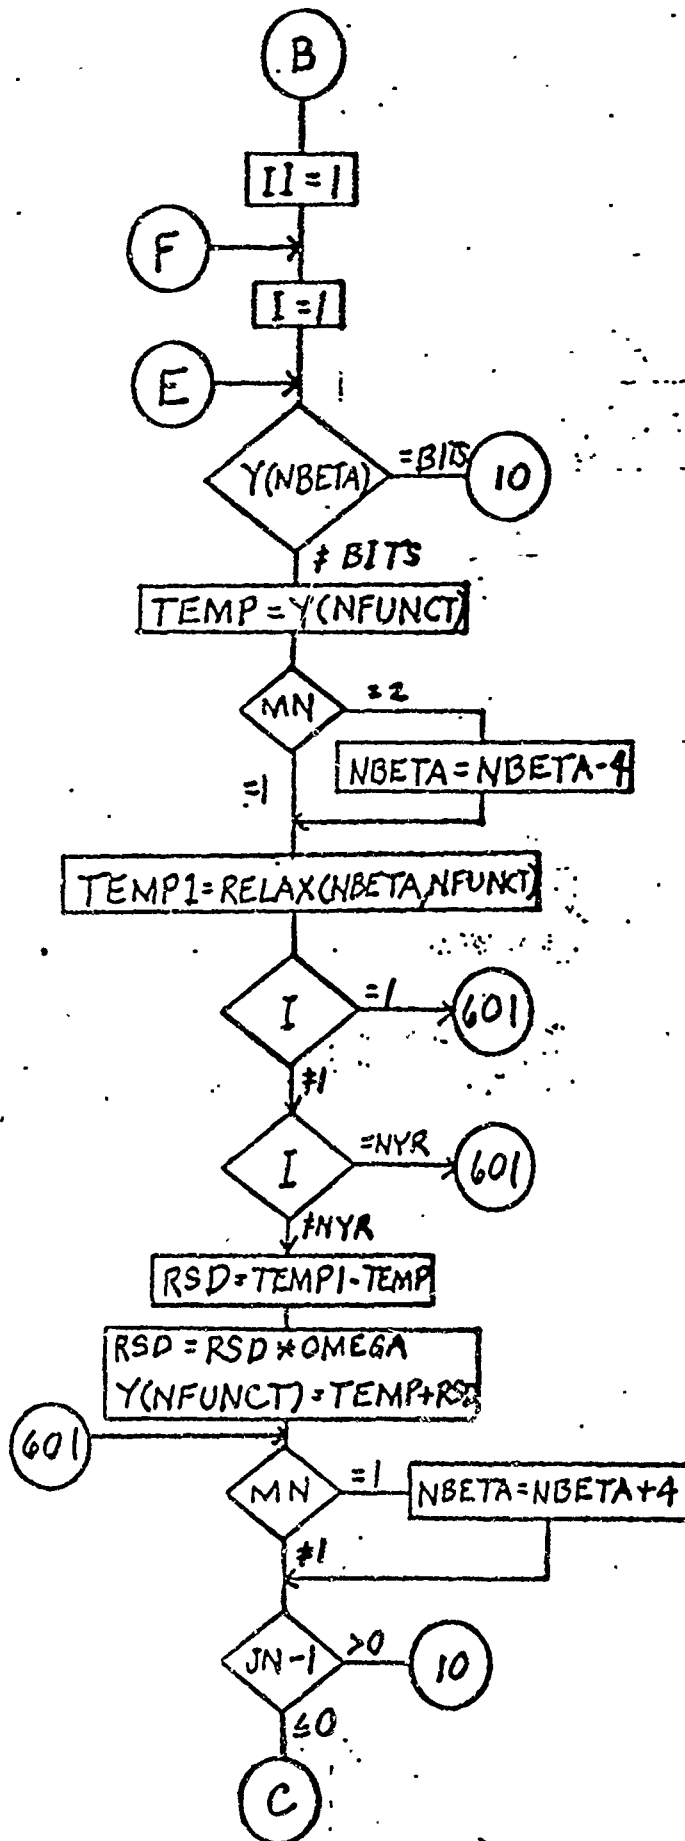 B
II = 1
F
I = 1
E
Y(NBETA)
=BITS
10
≠ BITS
TEMP = Y(NFUNCT)
MN
=2
NBETA = NBETA-4
=1
TEMP1=RELAX(NBETA,NFUNCT)
I
=1
601
≠1
I
=NYR
601
≠NYR
RSD=TEMP1-TEMP
RSD = RSD * OMEGA
Y(NFUNCT) = TEMP+RSD
601
MN
=1
NBETA=NBETA+4
≠1
JN-1
>0
10
≤0
C